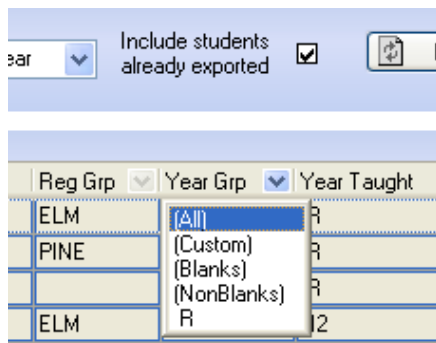 ear
Include students
already exported
Reg Grp Year Grp Year Taught
ELM R
(All)
PINE R
(Custom)
(Blanks)
R
(NonBlanks)
R
ELM 12